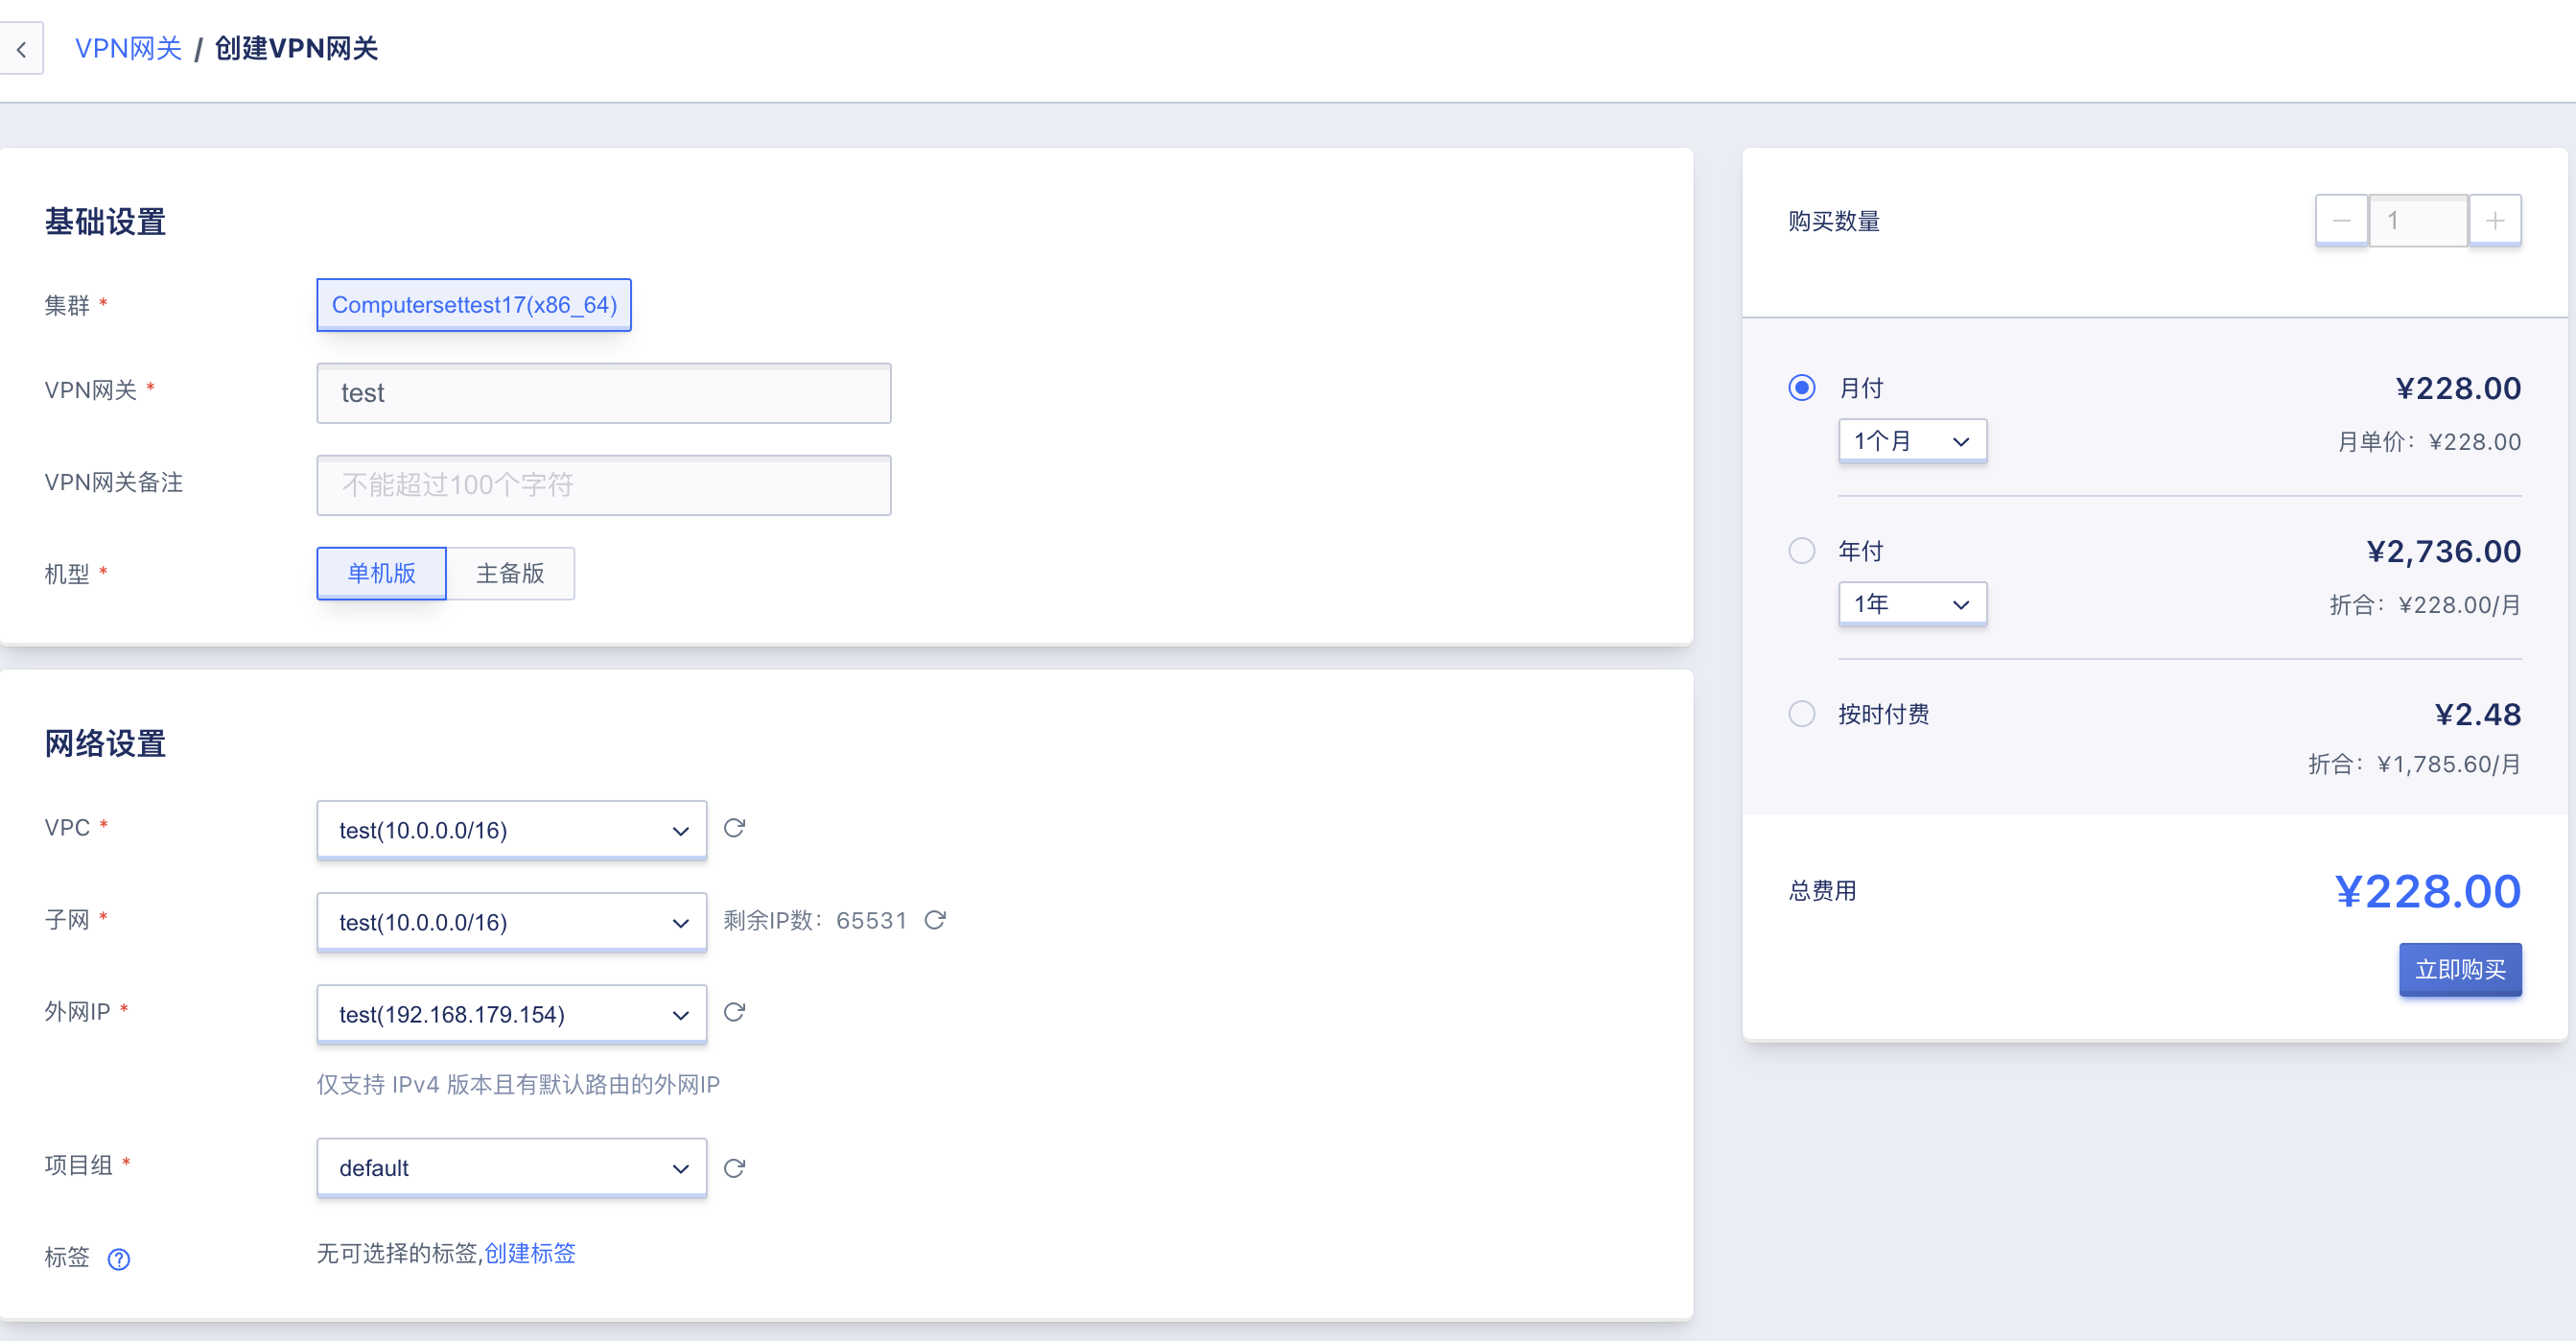 VPN网关 / 创建VPN网关
基础设置
集群 *
Computersettest17(x86_64)
VPN网关 *
test
VPN网关备注
不能超过100个字符
机型 *
单机版
主备版
网络设置
VPC *
test(10.0.0.0/16)
子网 *
test(10.0.0.0/16)
剩余IP数：65531
外网IP *
test(192.168.179.154)
仅支持 IPv4 版本且有默认路由的外网IP
项目组 *
default
标签 ?
无可选择的标签,创建标签
购买数量
1
月付
¥228.00
1个月
月单价：¥228.00
年付
¥2,736.00
1年
折合：¥228.00/月
按时付费
¥2.48
折合：¥1,785.60/月
总费用
¥228.00
立即购买